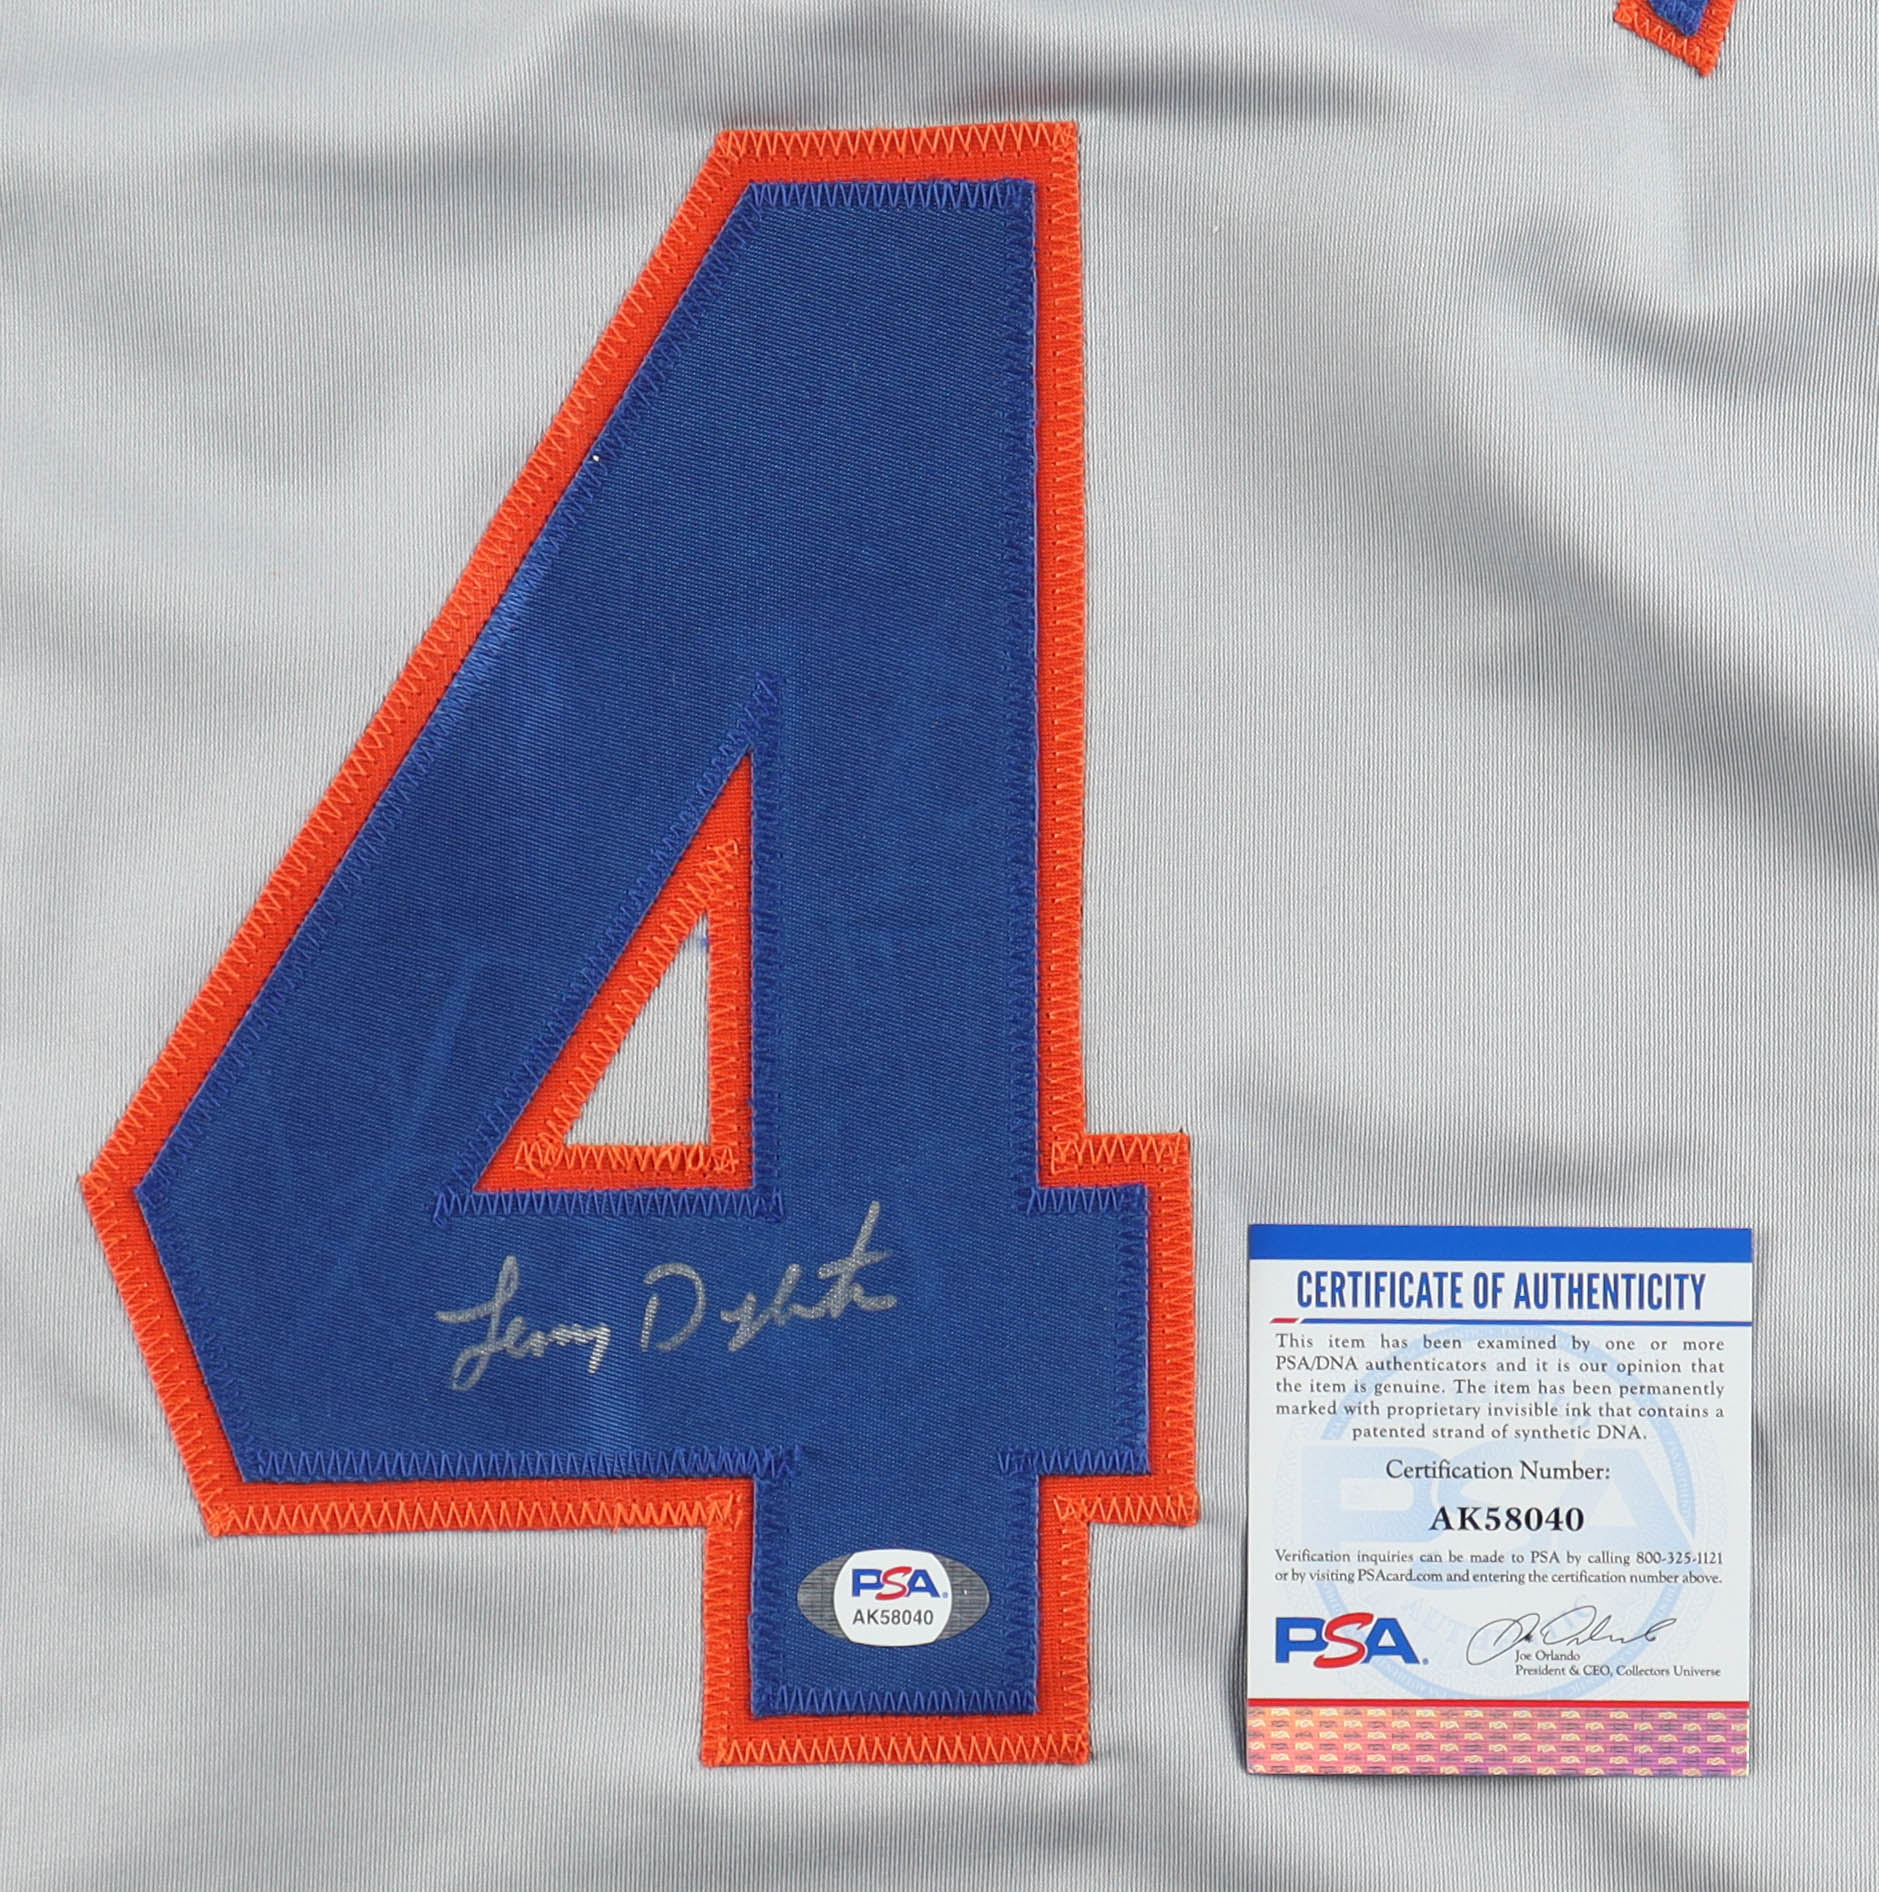 4
Lenny Dykstra
PSA
AK58040
CERTIFICATE OF AUTHENTICITY
This item has been examined by one or more
PSA/DNA authenticators and it is our opinion that
the item is genuine. The item has been permanently
marked with proprietary invisible ink that contains a
patented strand of synthetic DNA.
Certification Number:
AK58040
Verification inquiries can be made to PSA by calling 800-325-1121
or by visiting PSAcard.com and entering the certification number above.
PSA
Joe Orlando
President & CEO, Collectors Universe